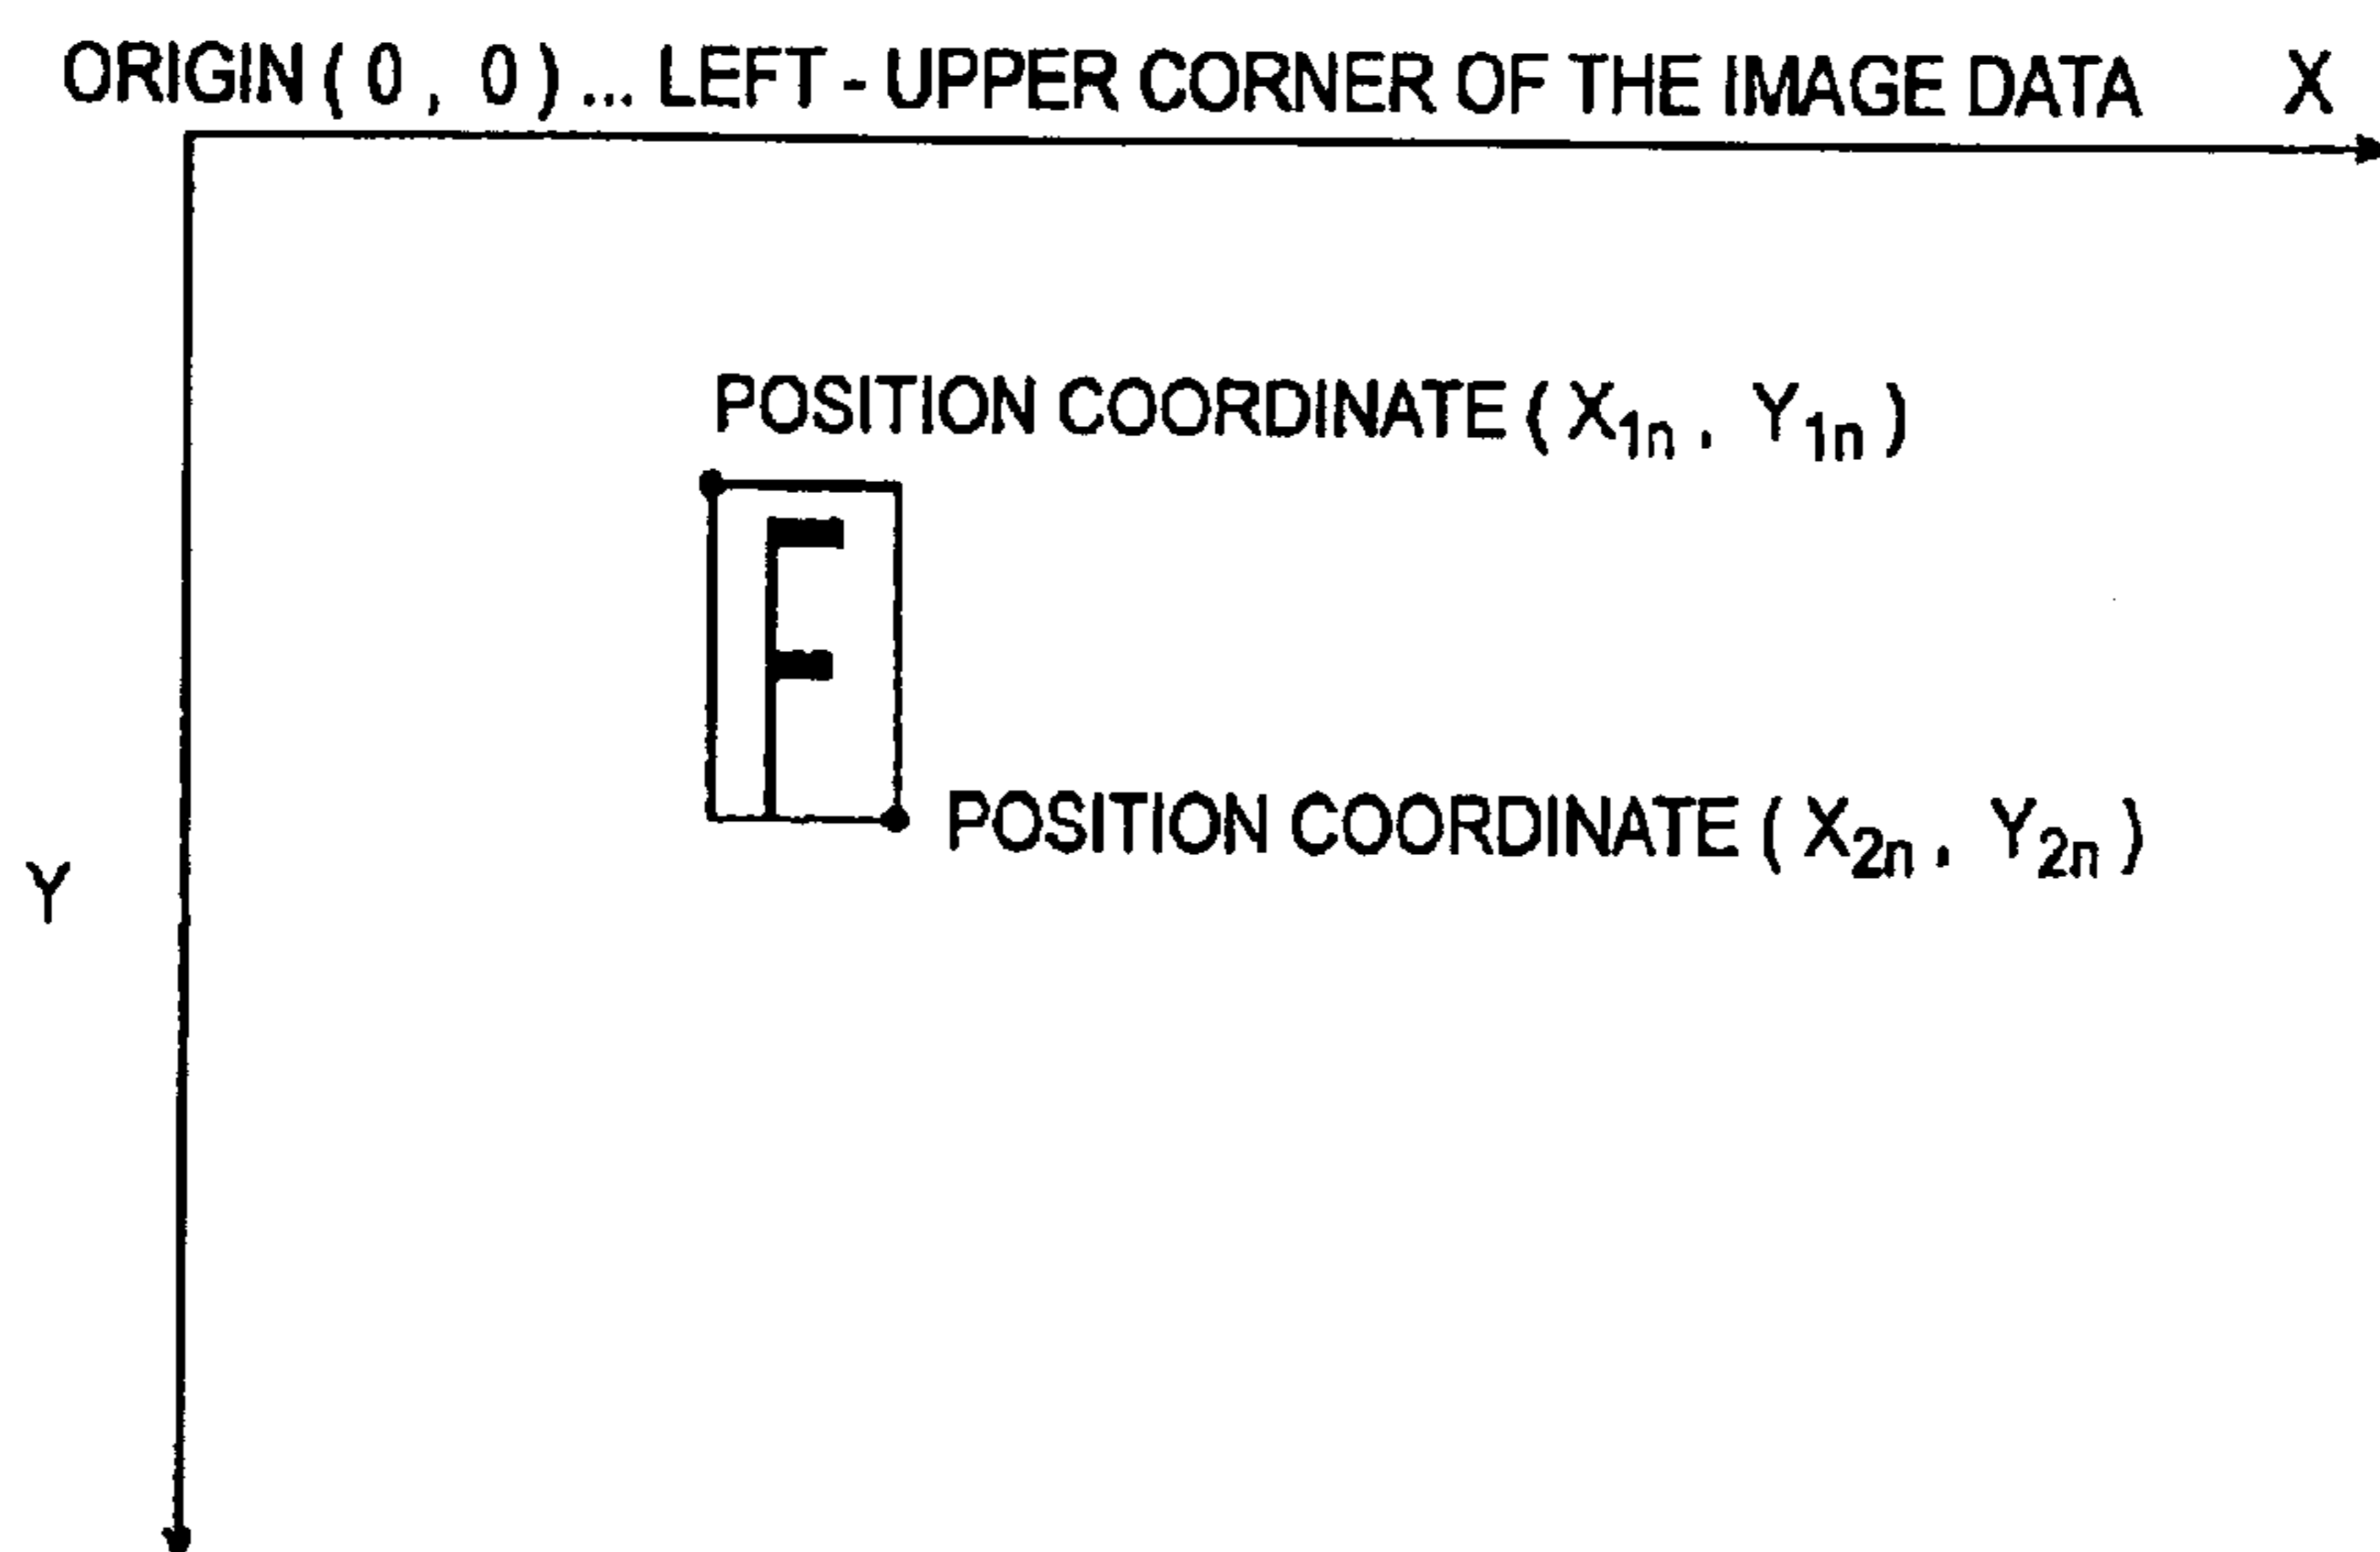 ORIGIN ( 0 , 0 ) ... LEFT - UPPER CORNER OF THE IMAGE DATA X
POSITION COORDINATE ( X1n , Y1n )
F
POSITION COORDINATE ( X2n , Y2n )
Y